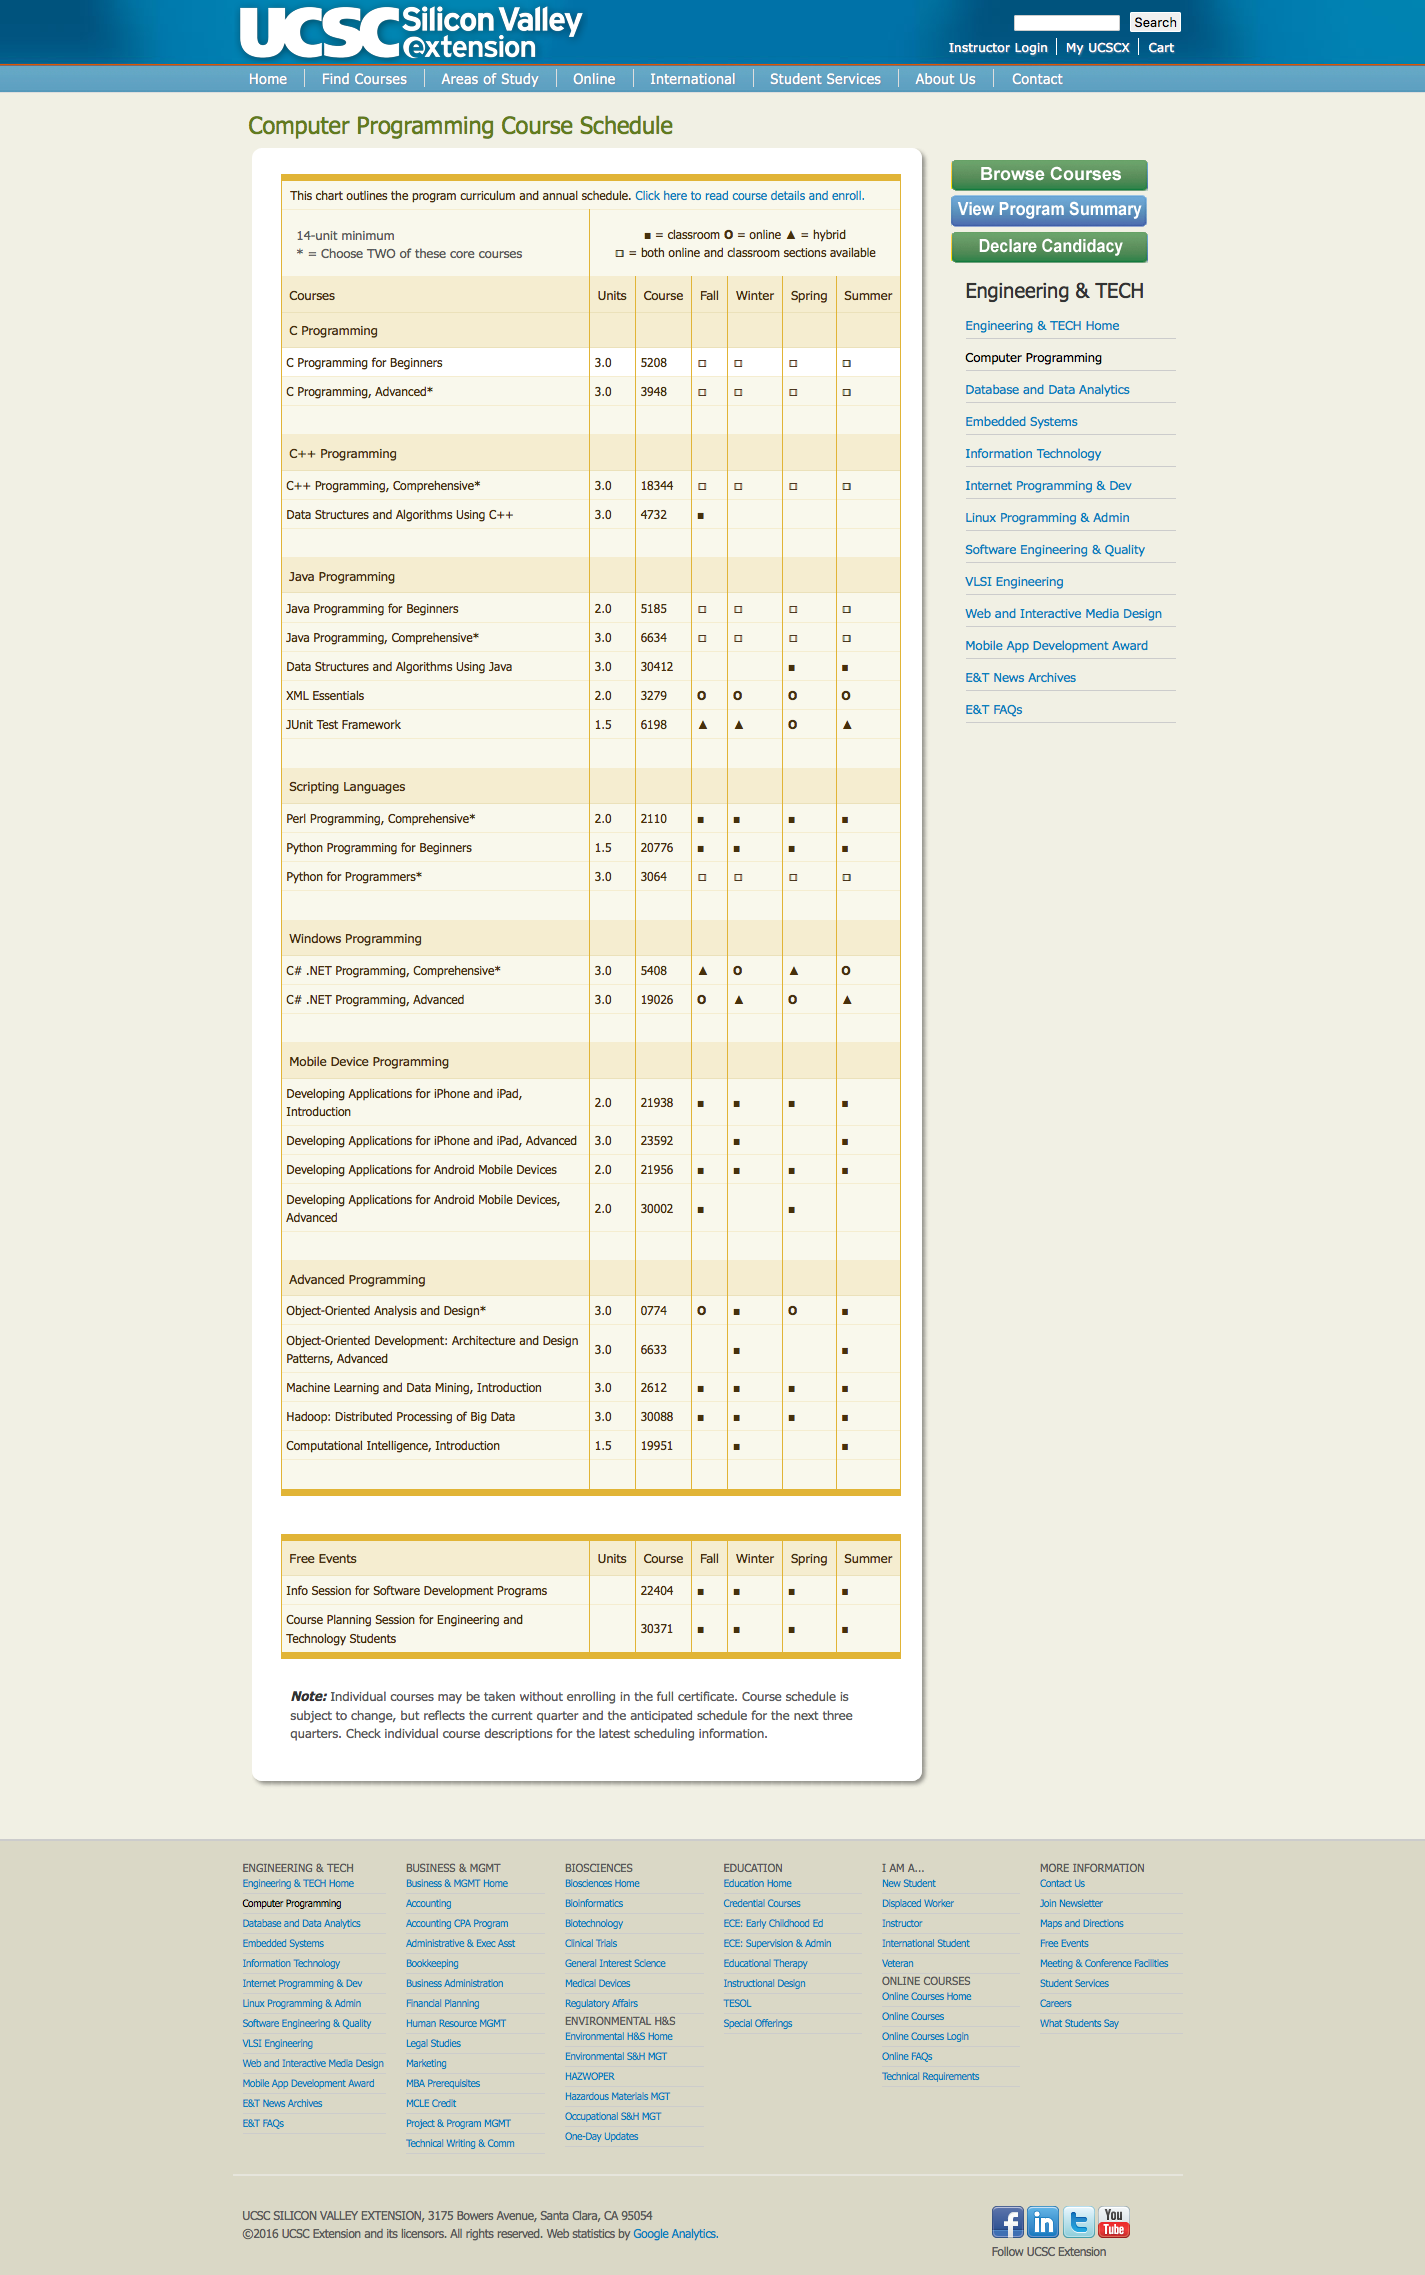 UCSC Silicon Valley extension
Search
Instructor Login My UCSCX Cart
Home Find Courses Areas of Study Online International Student Services About Us Contact
Computer Programming Course Schedule
This chart outlines the program curriculum and annual schedule. Click here to read course details and enroll.
14-unit minimum
* = Choose TWO of these core courses
■ = classroom O = online ▲ = hybrid
◘ = both online and classroom sections available
Courses Units Course Fall Winter Spring Summer
C Programming
C Programming for Beginners 3.0 5208 ◘ ◘ ◘ ◘
C Programming, Advanced* 3.0 3948 ◘ ◘ ◘ ◘
C++ Programming
C++ Programming, Comprehensive* 3.0 18344 ◘ ◘ ◘ ◘
Data Structures and Algorithms Using C++ 3.0 4732 ■
Java Programming
Java Programming for Beginners 2.0 5185 ◘ ◘ ◘ ◘
Java Programming, Comprehensive* 3.0 6634 ◘ ◘ ◘ ◘
Data Structures and Algorithms Using Java 3.0 30412 ■ ■
XML Essentials 2.0 3279 O O O O
JUnit Test Framework 1.5 6198 ▲ ▲ O ▲
Scripting Languages
Perl Programming, Comprehensive* 2.0 2110 ■ ■ ■ ■
Python Programming for Beginners 1.5 20776 ■ ■ ■ ■
Python for Programmers* 3.0 3064 ◘ ◘ ◘ ◘
Windows Programming
C# .NET Programming, Comprehensive* 3.0 5408 ▲ O ▲ O
C# .NET Programming, Advanced 3.0 19026 O ▲ O ▲
Mobile Device Programming
Developing Applications for iPhone and iPad,
Introduction 2.0 21938 ■ ■ ■ ■
Developing Applications for iPhone and iPad, Advanced 3.0 23592 ■ ■
Developing Applications for Android Mobile Devices 2.0 21956 ■ ■ ■ ■
Developing Applications for Android Mobile Devices,
Advanced 2.0 30002 ■ ■
Advanced Programming
Object-Oriented Analysis and Design* 3.0 0774 O ■ O ■
Object-Oriented Development: Architecture and Design
Patterns, Advanced 3.0 6633 ■ ■
Machine Learning and Data Mining, Introduction 3.0 2612 ■ ■ ■ ■
Hadoop: Distributed Processing of Big Data 3.0 30088 ■ ■ ■ ■
Computational Intelligence, Introduction 1.5 19951 ■ ■
Free Events Units Course Fall Winter Spring Summer
Info Session for Software Development Programs 22404 ■ ■ ■ ■
Course Planning Session for Engineering and
Technology Students 30371 ■ ■ ■ ■
Note: Individual courses may be taken without enrolling in the full certificate. Course schedule is
subject to change, but reflects the current quarter and the anticipated schedule for the next three
quarters. Check individual course descriptions for the latest scheduling information.
Browse Courses
View Program Summary
Declare Candidacy
Engineering & TECH
Engineering & TECH Home
Computer Programming
Database and Data Analytics
Embedded Systems
Information Technology
Internet Programming & Dev
Linux Programming & Admin
Software Engineering & Quality
VLSI Engineering
Web and Interactive Media Design
Mobile App Development Award
E&T News Archives
E&T FAQs
ENGINEERING & TECH
Engineering & TECH Home
Computer Programming
Database and Data Analytics
Embedded Systems
Information Technology
Internet Programming & Dev
Linux Programming & Admin
Software Engineering & Quality
VLSI Engineering
Web and Interactive Media Design
Mobile App Development Award
E&T News Archives
E&T FAQs
BUSINESS & MGMT
Business & MGMT Home
Accounting
Accounting CPA Program
Administrative & Exec Asst
Bookkeeping
Business Administration
Financial Planning
Human Resource MGMT
Legal Studies
Marketing
MBA Prerequisites
MCLE Credit
Project & Program MGMT
Technical Writing & Comm
BIOSCIENCES
Biosciences Home
Bioinformatics
Biotechnology
Clinical Trials
General Interest Science
Medical Devices
Regulatory Affairs
ENVIRONMENTAL H&S
Environmental H&S Home
Environmental S&H MGT
HAZWOPER
Hazardous Materials MGT
Occupational S&H MGT
One-Day Updates
EDUCATION
Education Home
Credential Courses
ECE: Early Childhood Ed
ECE: Supervision & Admin
Educational Therapy
Instructional Design
TESOL
Special Offerings
I AM A...
New Student
Displaced Worker
Instructor
International Student
Veteran
ONLINE COURSES
Online Courses Home
Online Courses
Online Courses Login
Online FAQs
Technical Requirements
MORE INFORMATION
Contact Us
Join Newsletter
Maps and Directions
Free Events
Meeting & Conference Facilities
Student Services
Careers
What Students Say
UCSC SILICON VALLEY EXTENSION, 3175 Bowers Avenue, Santa Clara, CA 95054
©2016 UCSC Extension and its licensors. All rights reserved. Web statistics by Google Analytics.
f in t You Tube
Follow UCSC Extension